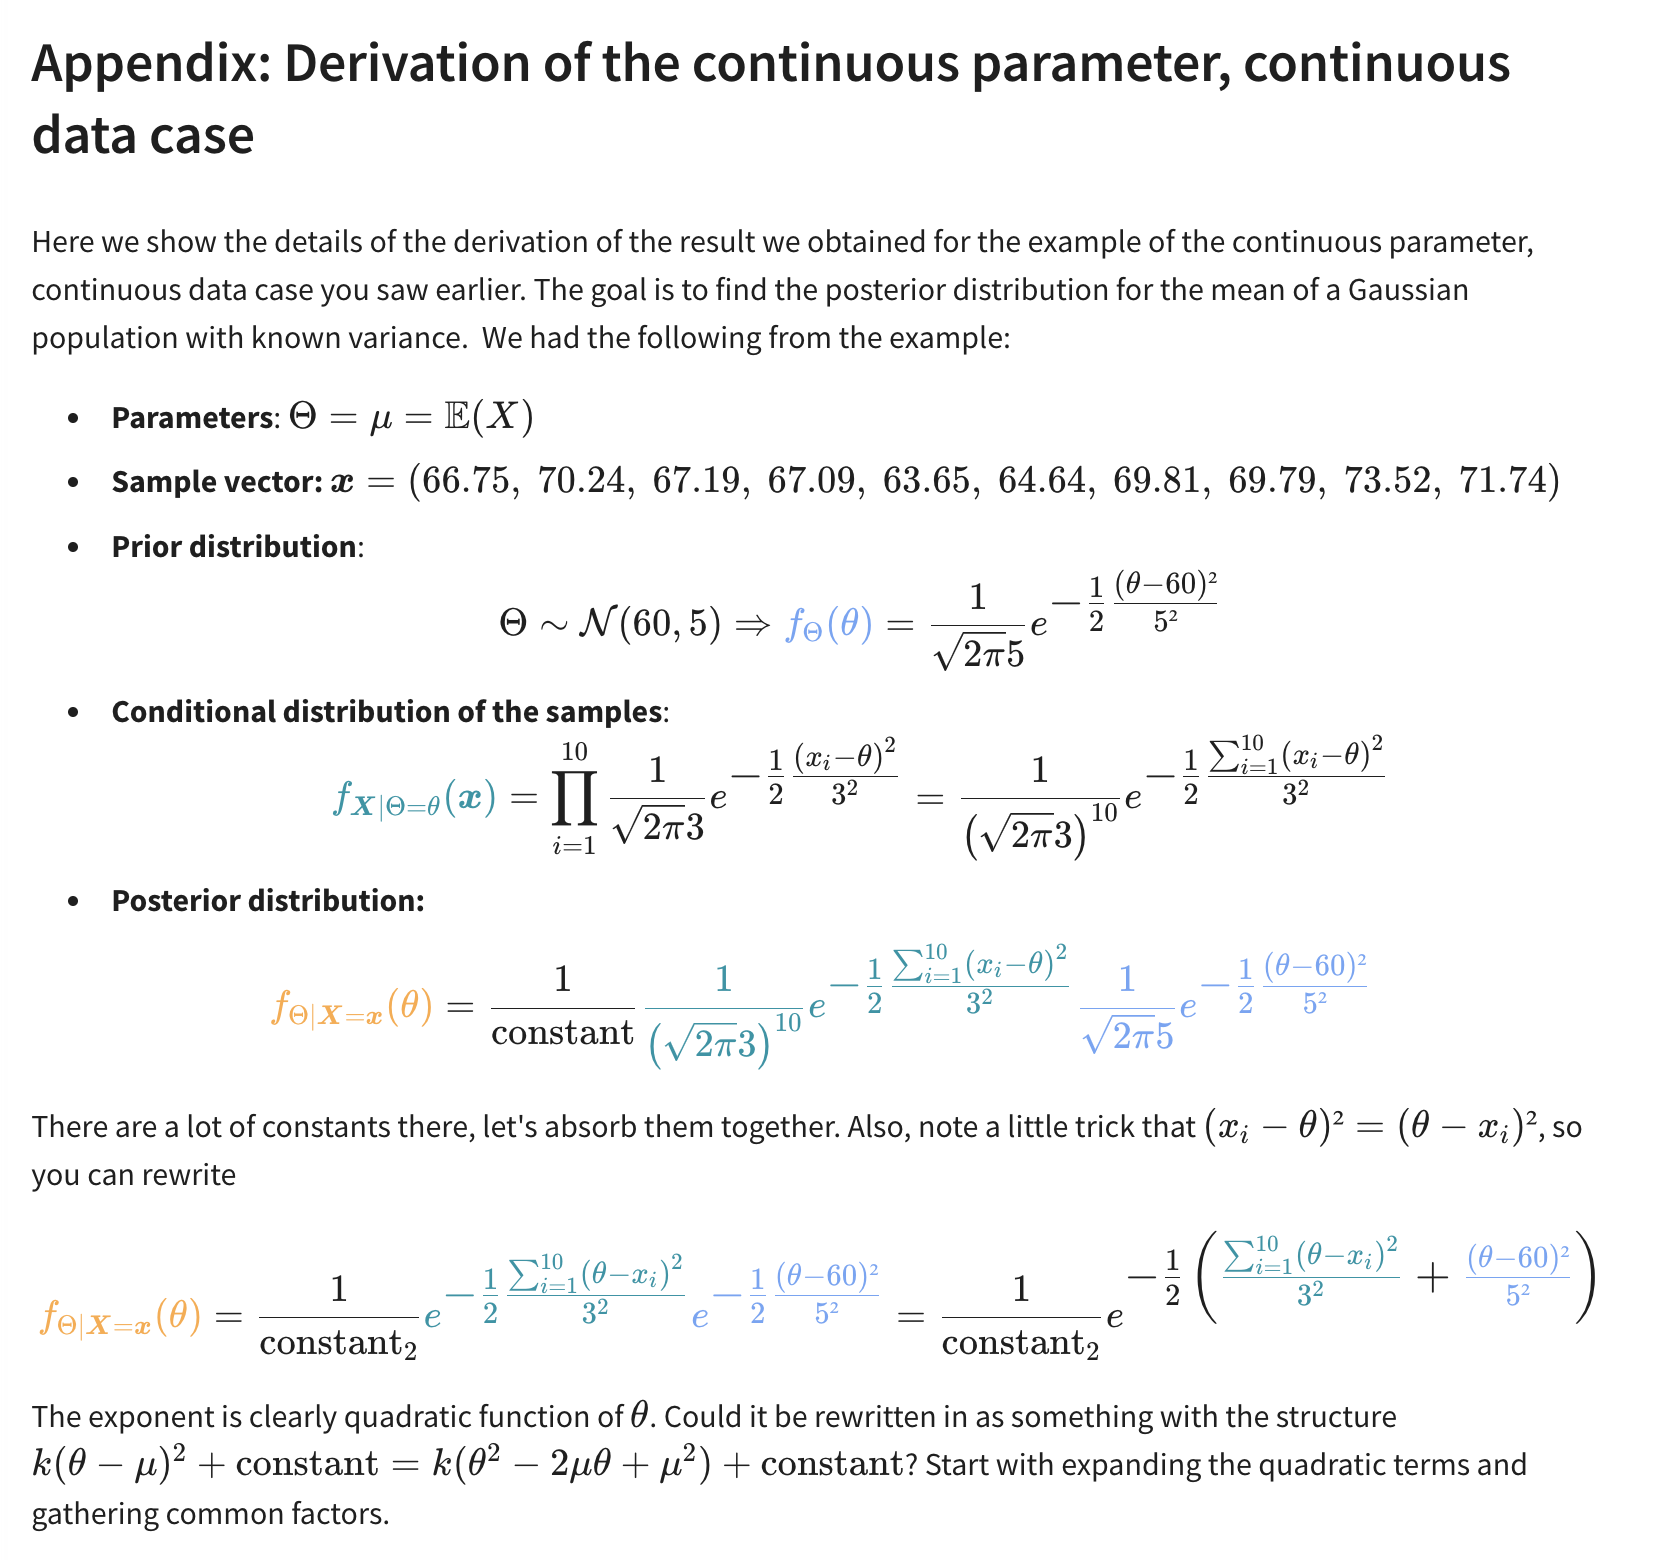 Appendix: Derivation of the continuous parameter, continuous
data case
Here we show the details of the derivation of the result we obtained for the example of the continuous parameter,
continuous data case you saw earlier. The goal is to find the posterior distribution for the mean of a Gaussian
population with known variance.  We had the following from the example:
• Parameters: $\Theta = \mu = \mathbb{E}(X)$
• Sample vector: $\boldsymbol{x} = (66.75,\ 70.24,\ 67.19,\ 67.09,\ 63.65,\ 64.64,\ 69.81,\ 69.79,\ 73.52,\ 71.74)$
• Prior distribution:
$\Theta \sim \mathcal{N}(60, 5) \Rightarrow f_{\Theta}(\theta) = \frac{1}{\sqrt{2\pi}5} e^{-\frac{1}{2}\frac{(\theta-60)^2}{5^2}}$
• Conditional distribution of the samples:
$f_{\boldsymbol{X}|\Theta=\theta}(\boldsymbol{x}) = \prod_{i=1}^{10} \frac{1}{\sqrt{2\pi}3} e^{-\frac{1}{2}\frac{(x_i-\theta)^2}{3^2}} = \frac{1}{(\sqrt{2\pi}3)^{10}} e^{-\frac{1}{2}\frac{\sum_{i=1}^{10}(x_i-\theta)^2}{3^2}}$
• Posterior distribution:
$f_{\Theta|\boldsymbol{X}=\boldsymbol{x}}(\theta) = \frac{1}{\text{constant}} \frac{1}{(\sqrt{2\pi}3)^{10}} e^{-\frac{1}{2}\frac{\sum_{i=1}^{10}(x_i-\theta)^2}{3^2}} \frac{1}{\sqrt{2\pi}5} e^{-\frac{1}{2}\frac{(\theta-60)^2}{5^2}}$
There are a lot of constants there, let's absorb them together. Also, note a little trick that $(x_i - \theta)^2 = (\theta - x_i)^2$, so
you can rewrite
$f_{\Theta|\boldsymbol{X}=\boldsymbol{x}}(\theta) = \frac{1}{\text{constant}_2} e^{-\frac{1}{2}\frac{\sum_{i=1}^{10}(\theta-x_i)^2}{3^2}} e^{-\frac{1}{2}\frac{(\theta-60)^2}{5^2}} = \frac{1}{\text{constant}_2} e^{-\frac{1}{2}\left(\frac{\sum_{i=1}^{10}(\theta-x_i)^2}{3^2} + \frac{(\theta-60)^2}{5^2}\right)}$
The exponent is clearly quadratic function of $\theta$. Could it be rewritten in as something with the structure
$k(\theta - \mu)^2 + \text{constant} = k(\theta^2 - 2\mu\theta + \mu^2) + \text{constant}$? Start with expanding the quadratic terms and
gathering common factors.